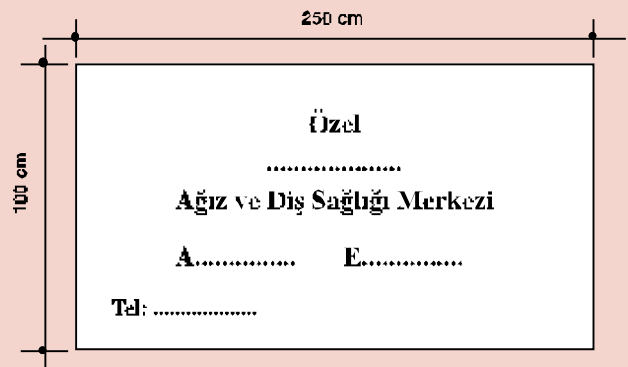 250 cm
100 cm
Özel
....................
Ağız ve Diş Sağlığı Merkezi
A............... E...............
Tel: ...................